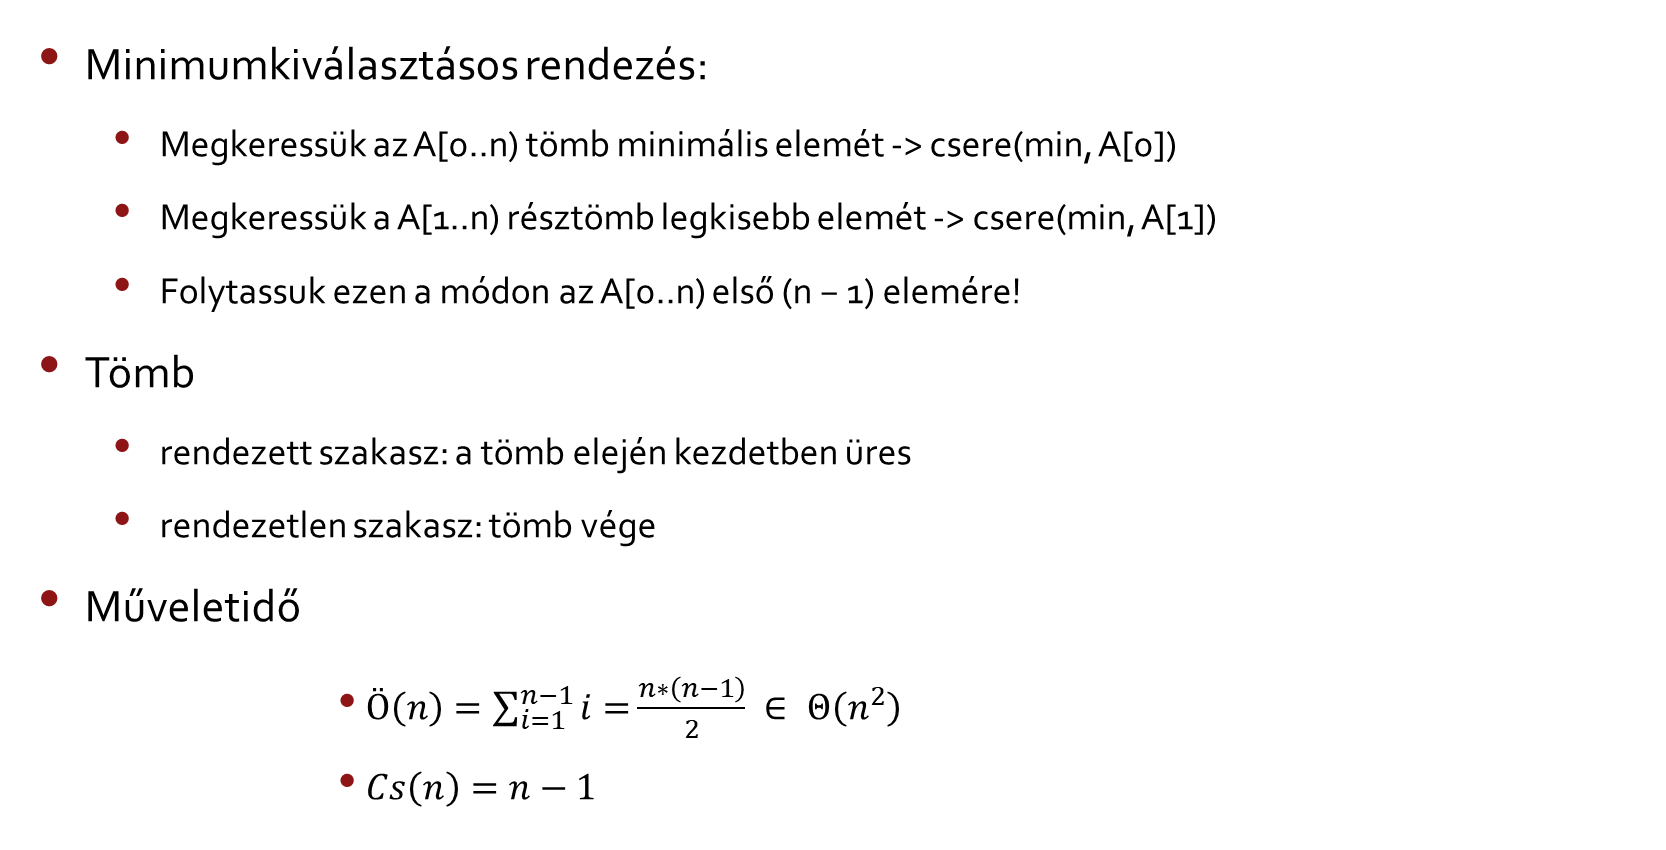 • Minimumkiválasztásos rendezés:
• Megkeressük az A[0..n) tömb minimális elemét -> csere(min, A[0])
• Megkeressük a A[1..n) résztömb legkisebb elemét -> csere(min, A[1])
• Folytassuk ezen a módon az A[0..n) első (n – 1) elemére!
• Tömb
• rendezett szakasz: a tömb elején kezdetben üres
• rendezetlen szakasz: tömb vége
• Műveletidő
• Ö(n) = ∑_{i=1}^{n−1} i = \frac{n∗(n−1)}{2} ∈ Θ(n²)
• Cs(n) = n − 1